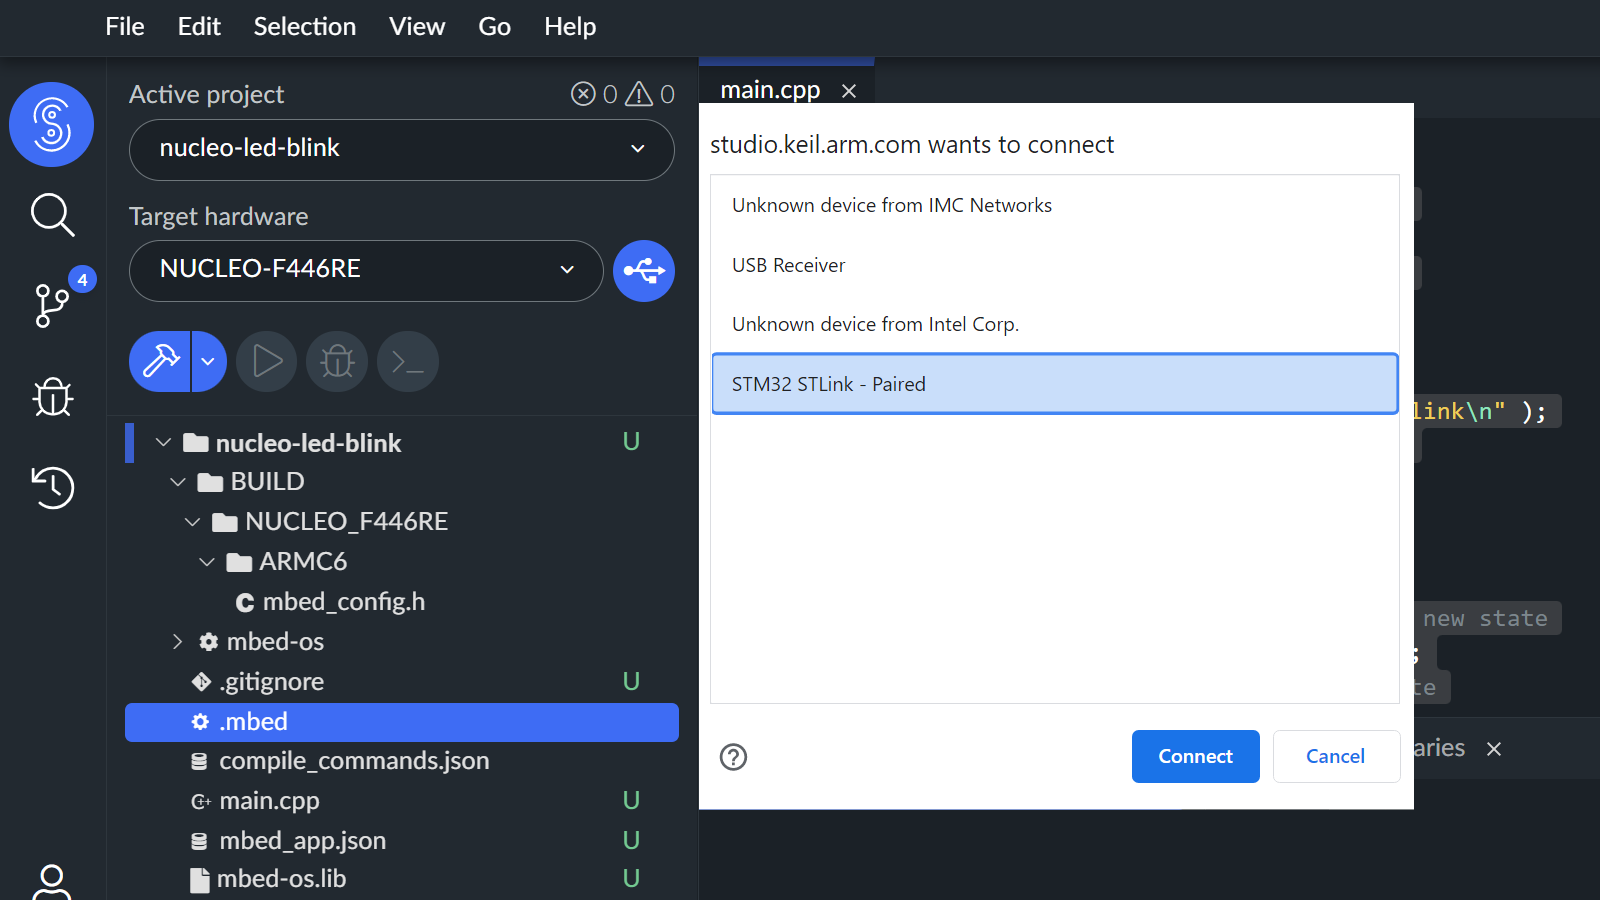 File Edit Selection View Go Help
Active project 0 0
nucleo-led-blink
Target hardware
NUCLEO-F446RE
4
nucleo-led-blink U
BUILD
NUCLEO_F446RE
ARMC6
mbed_config.h
mbed-os
.gitignore U
.mbed
compile_commands.json
main.cpp U
mbed_app.json U
mbed-os.lib U
main.cpp
studio.keil.arm.com wants to connect
Unknown device from IMC Networks
USB Receiver
Unknown device from Intel Corp.
STM32 STLink - Paired
Connect Cancel
link\n" );
new state
;
te
aries